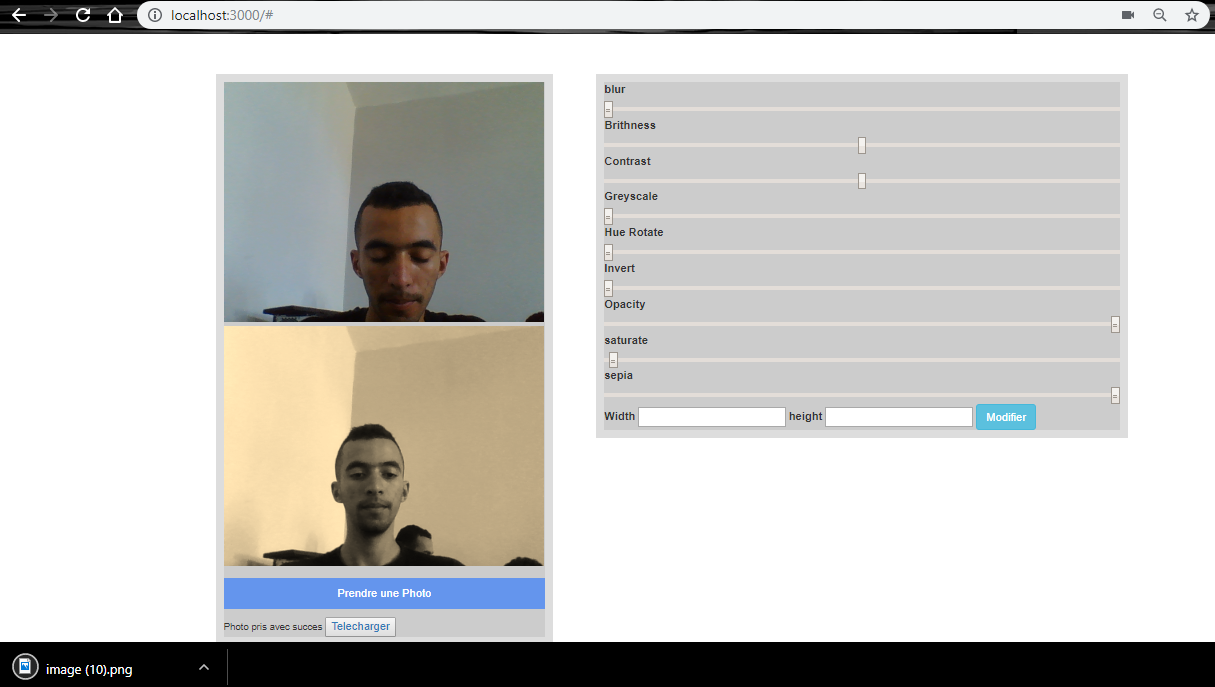 localhost:3000/#
blur
Brithness
Contrast
Greyscale
Hue Rotate
Invert
Opacity
saturate
sepia
Width height Modifier
Prendre une Photo
Photo pris avec succes Telecharger
image (10).png